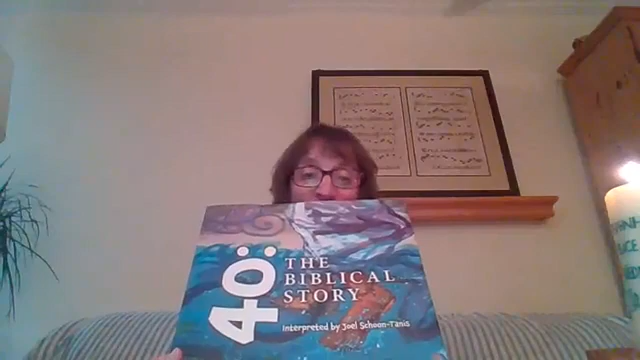 40:
THE
BIBLICAL
STORY
Interpreted by Joel Schoon-Tanis